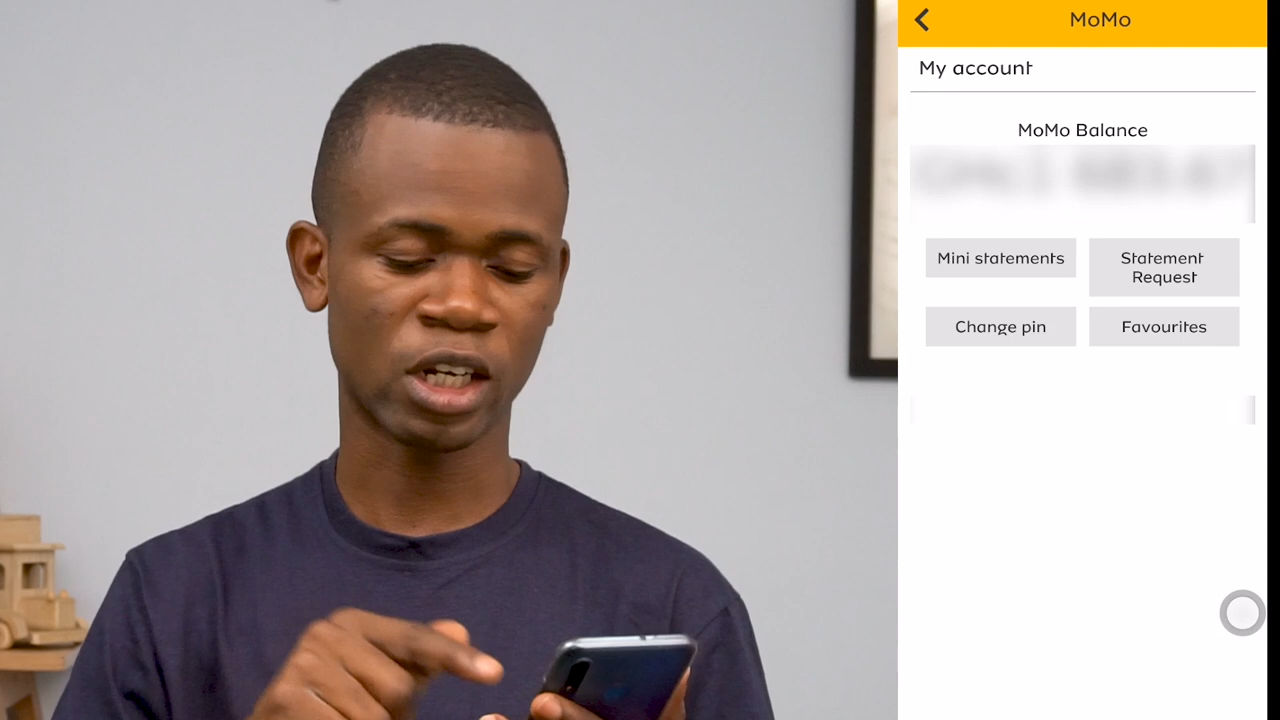 MoMo
My account
MoMo Balance
Mini statements
Statement
Request
Change pin
Favourites